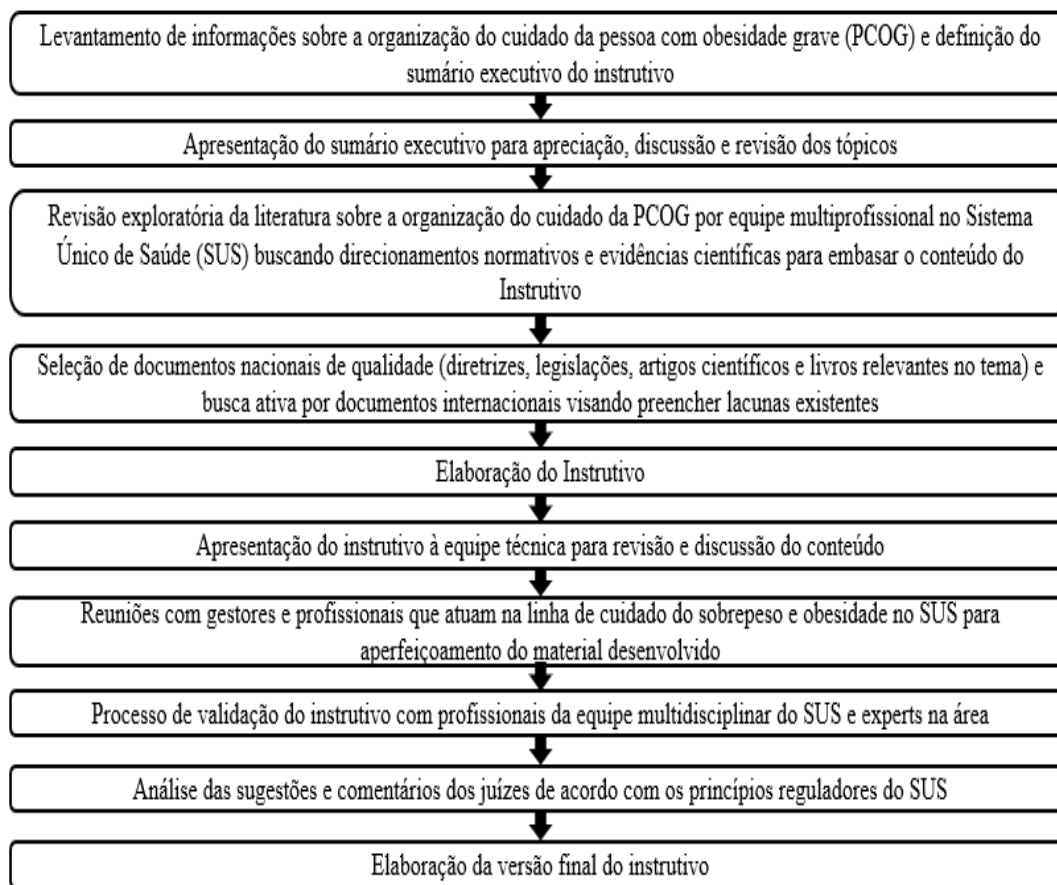 Levantamento de informações sobre a organização do cuidado da pessoa com obesidade grave (PCOG) e definição do
sumário executivo do instrutivo
Apresentação do sumário executivo para apreciação, discussão e revisão dos tópicos
Revisão exploratória da literatura sobre a organização do cuidado da PCOG por equipe multiprofissional no Sistema
Único de Saúde (SUS) buscando direcionamentos normativos e evidências científicas para embasar o conteúdo do
Instrutivo
Seleção de documentos nacionais de qualidade (diretrizes, legislações, artigos científicos e livros relevantes no tema) e
busca ativa por documentos internacionais visando preencher lacunas existentes
Elaboração do Instrutivo
Apresentação do instrutivo à equipe técnica para revisão e discussão do conteúdo
Reuniões com gestores e profissionais que atuam na linha de cuidado do sobrepeso e obesidade no SUS para
aperfeiçoamento do material desenvolvido
Processo de validação do instrutivo com profissionais da equipe multidisciplinar do SUS e experts na área
Análise das sugestões e comentários dos juízes de acordo com os princípios reguladores do SUS
Elaboração da versão final do instrutivo